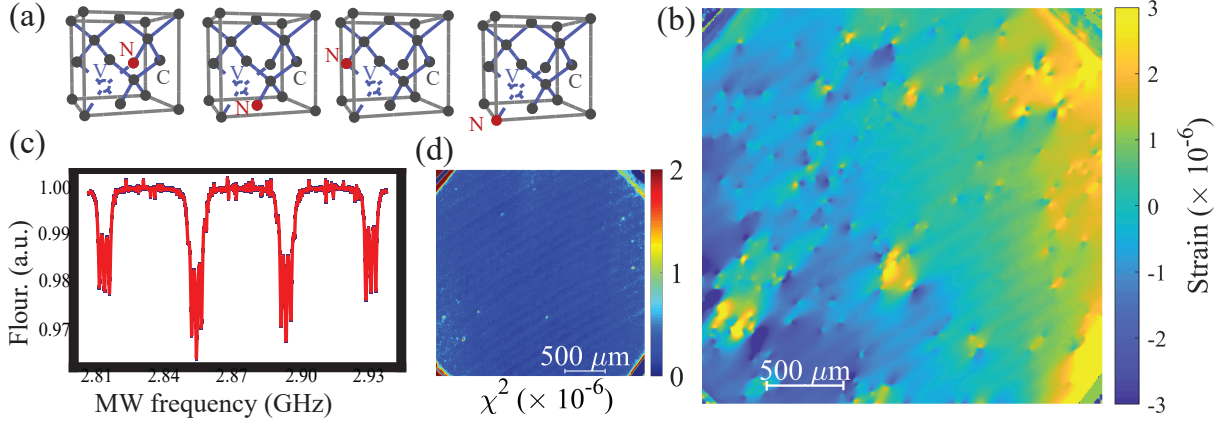 (a)
N
V
C
N
V
C
N
V
C
V
C
N
(b)
3
2
1
0
-1
-2
-3
Strain (× 10⁻⁶)
500 μm
(c)
1.00
0.99
0.98
0.97
Flour. (a.u.)
2.81 2.84 2.87 2.90 2.93
MW frequency (GHz)
(d)
2
1
0
500 μm
χ² (× 10⁻⁶)